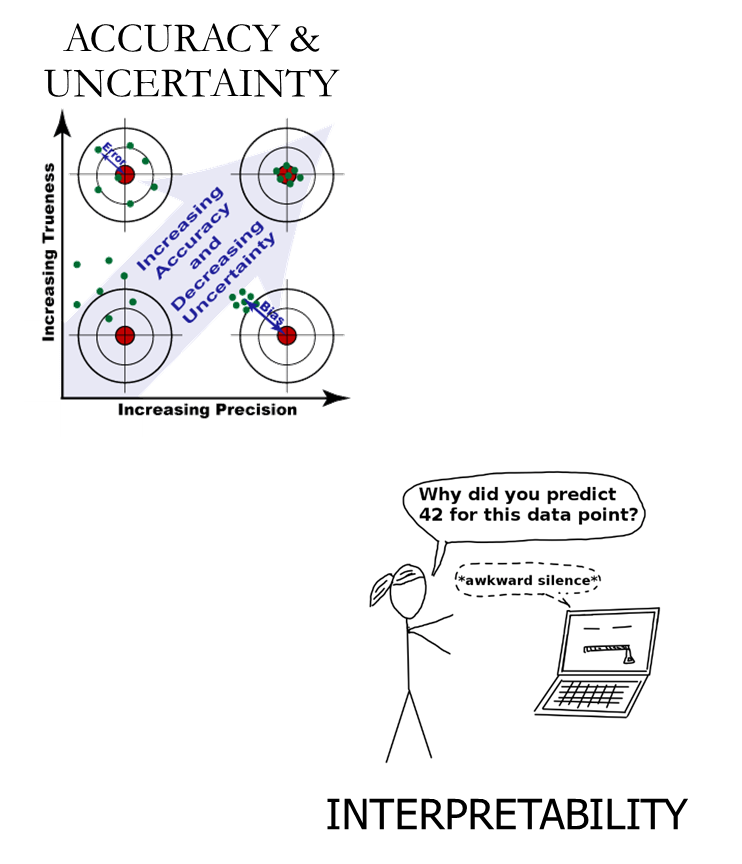 ACCURACY &
UNCERTAINTY
Increasing Trueness
Error
Increasing
Accuracy
and
Decreasing
Uncertainty
Bias
Increasing Precision
Why did you predict
42 for this data point?
*awkward silence*
INTERPRETABILITY